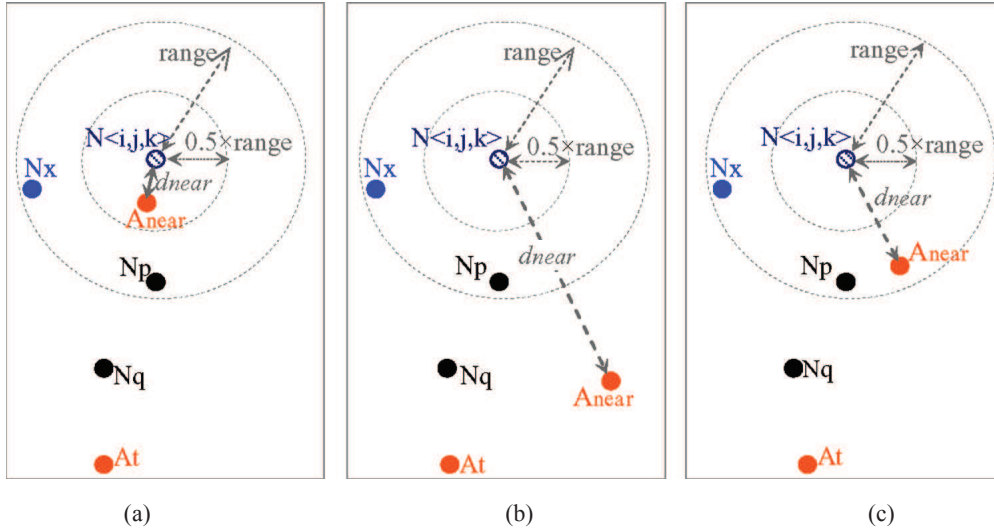 range
N<i,j,k>
0.5×range
Nx
dnear
Anear
Np
Nq
At
(a)
range
N<i,j,k>
0.5×range
Nx
dnear
Np
Nq
Anear
At
(b)
range
N<i,j,k>
0.5×range
Nx
dnear
Anear
Np
Nq
At
(c)